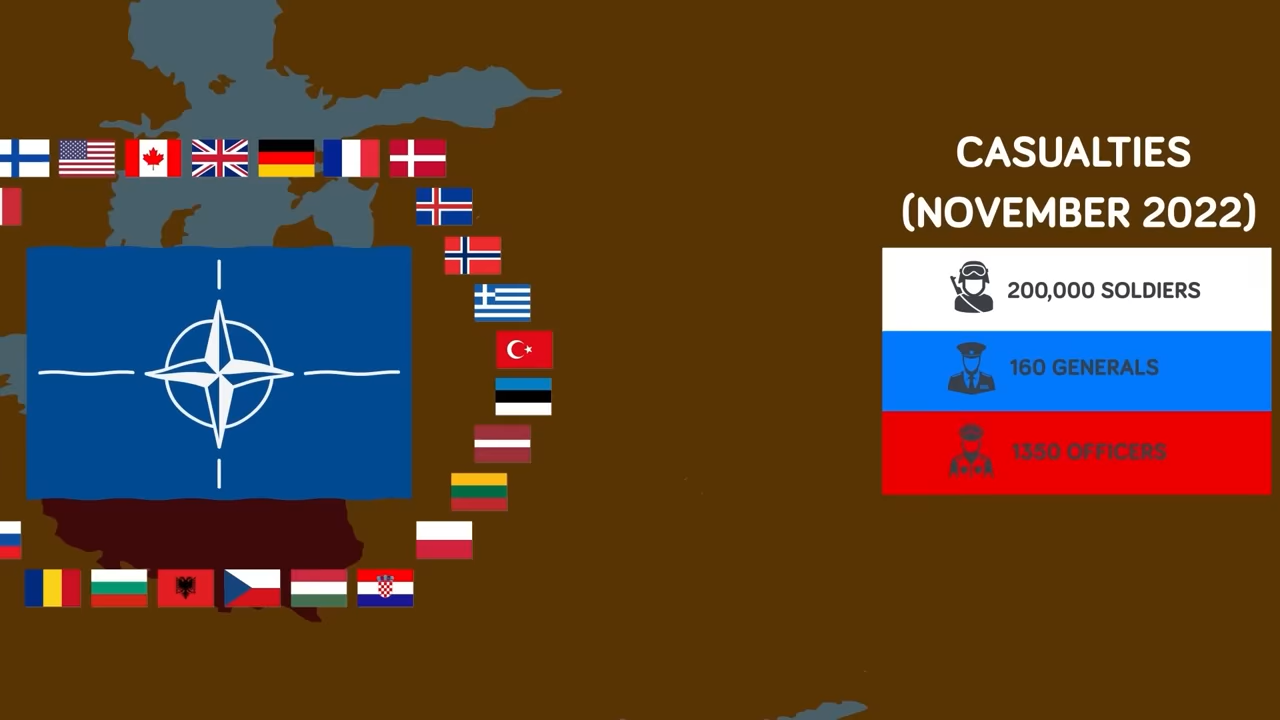 CASUALTIES
(NOVEMBER 2022)
200,000 SOLDIERS
160 GENERALS
1350 OFFICERS